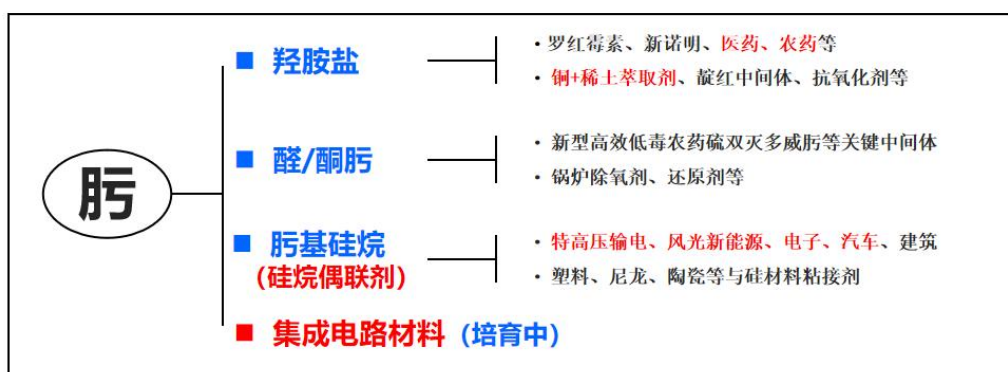 肟
■ 羟胺盐
·罗红霉素、新诺明、医药、农药等
·铜+稀土萃取剂、靛红中间体、抗氧化剂等
■ 醛/酮肟
·新型高效低毒农药硫双灭多威肟等关键中间体
·锅炉除氧剂、还原剂等
■ 肟基硅烷
(硅烷偶联剂)
·特高压输电、风光新能源、电子、汽车、建筑
·塑料、尼龙、陶瓷等与硅材料粘接剂
■ 集成电路材料(培育中)